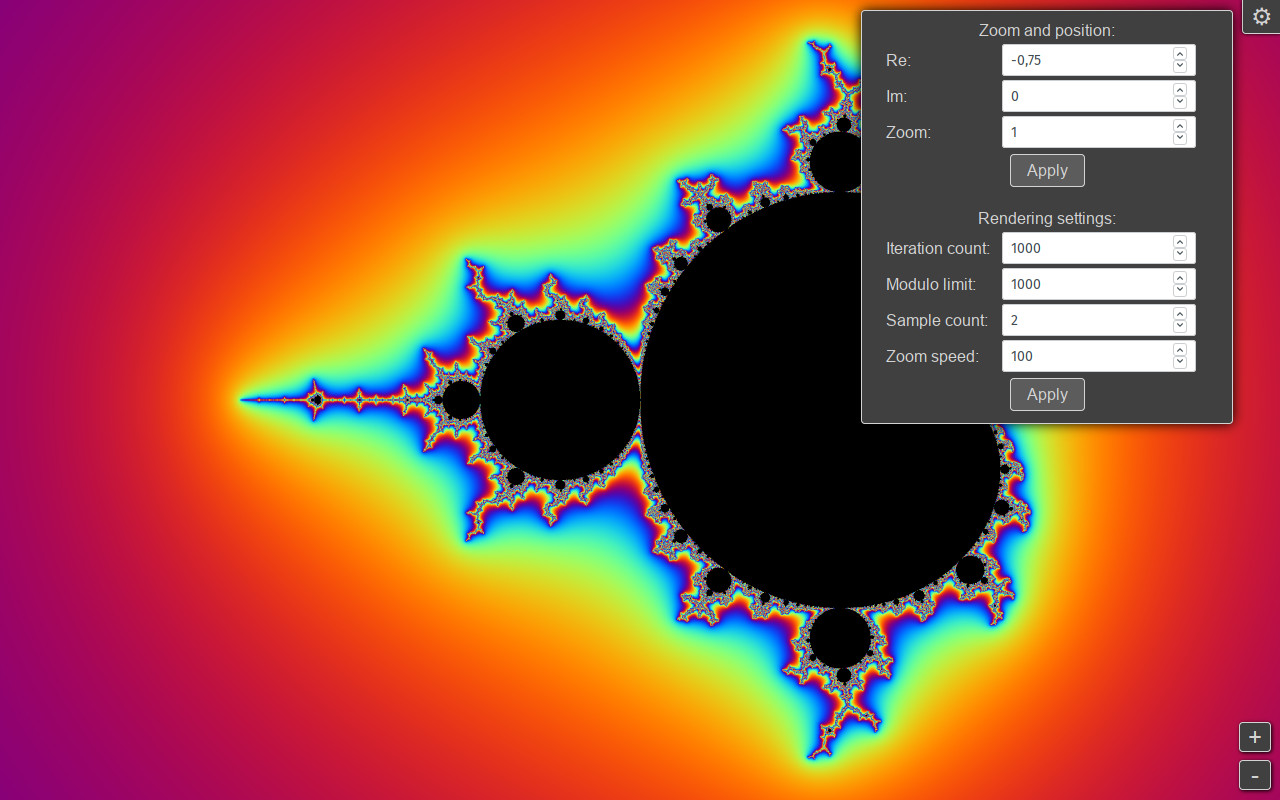 Zoom and position:
Re: -0,75
Im: 0
Zoom: 1
Apply
Rendering settings:
Iteration count: 1000
Modulo limit: 1000
Sample count: 2
Zoom speed: 100
Apply
+
-